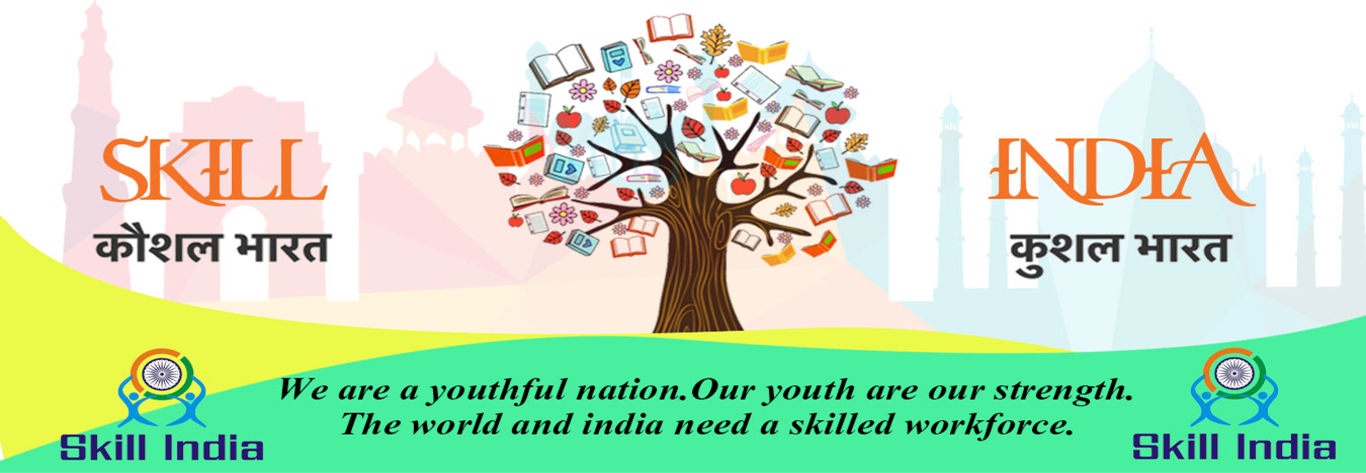 SKILL
कौशल भारत
INDIA
कुशल भारत
We are a youthful nation.Our youth are our strength.
The world and india need a skilled workforce.
Skill India
Skill India